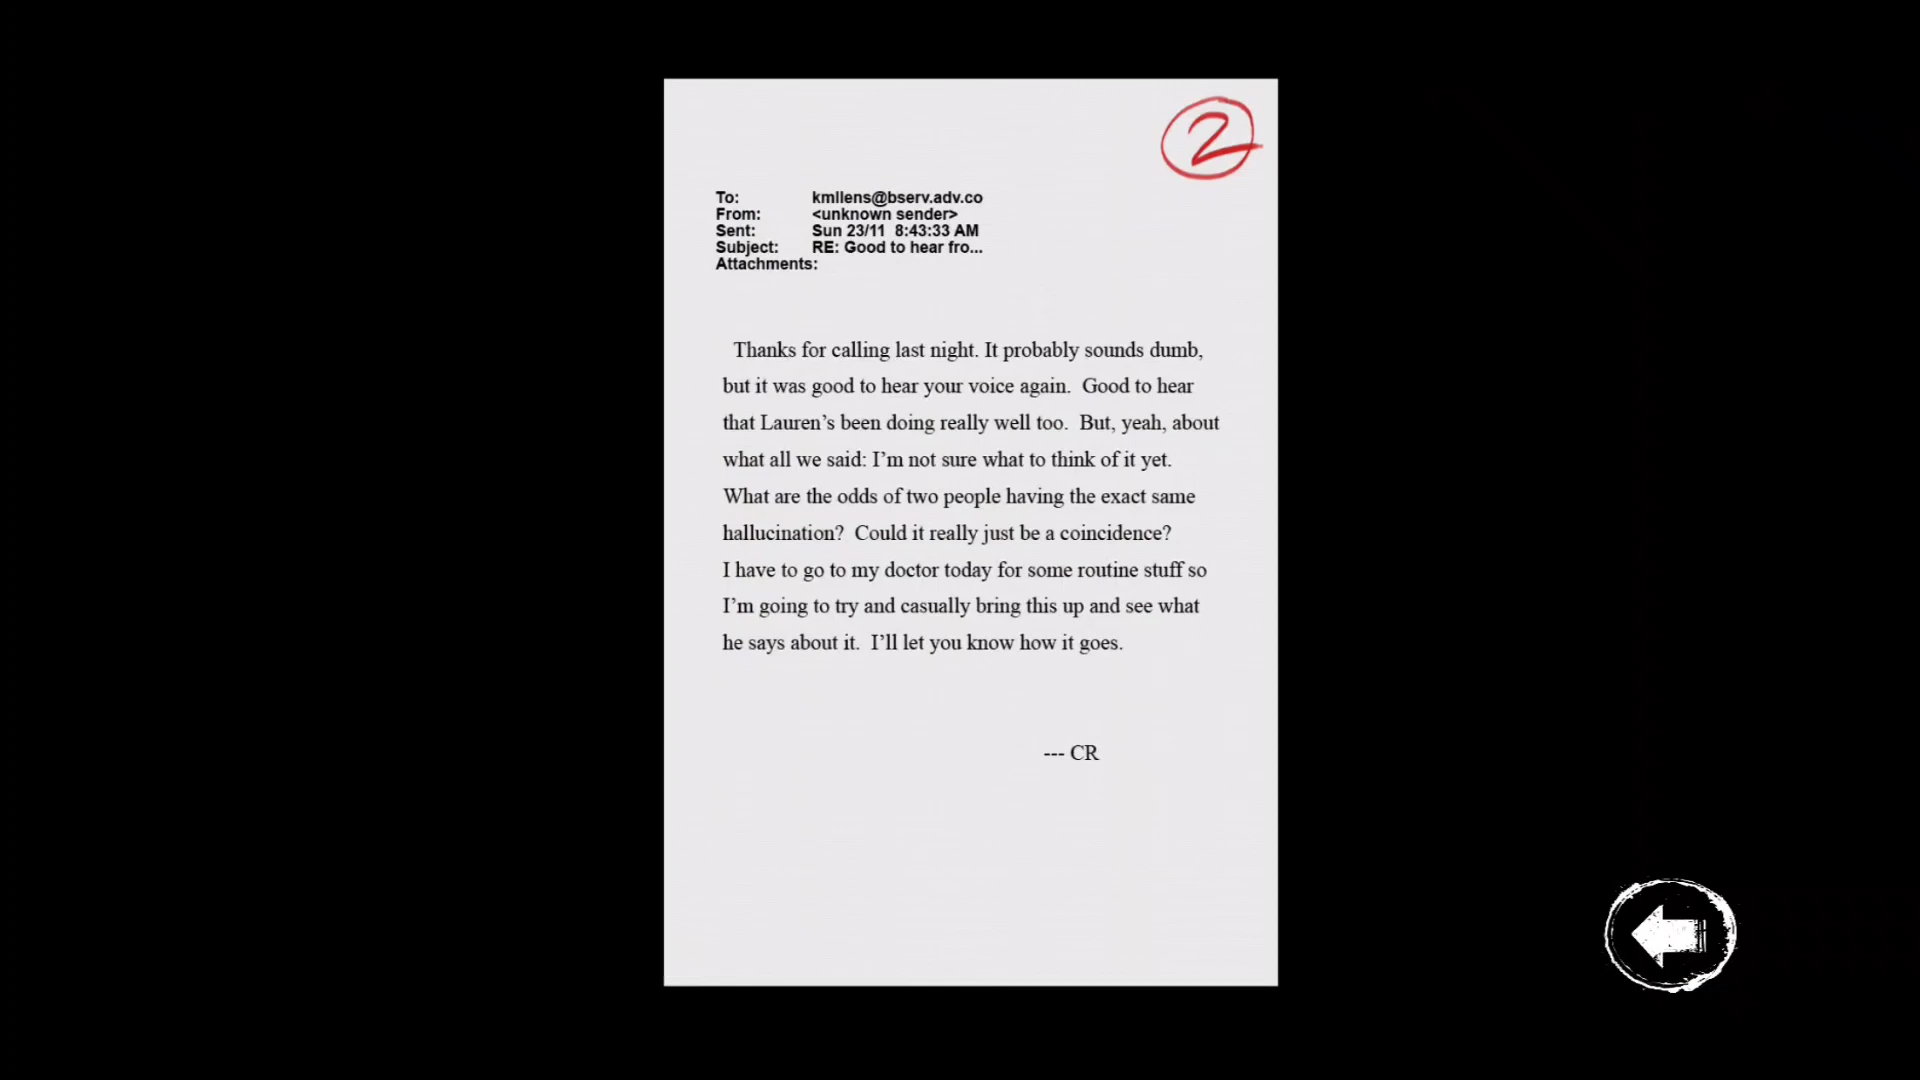 2
To: kmllens@bserv.adv.co
From: <unknown sender>
Sent: Sun 23/11  8:43:33 AM
Subject: RE: Good to hear fro...
Attachments:
Thanks for calling last night. It probably sounds dumb,
but it was good to hear your voice again.  Good to hear
that Lauren’s been doing really well too.  But, yeah, about
what all we said: I’m not sure what to think of it yet.
What are the odds of two people having the exact same
hallucination?  Could it really just be a coincidence?
I have to go to my doctor today for some routine stuff so
I’m going to try and casually bring this up and see what
he says about it.  I’ll let you know how it goes.
--- CR